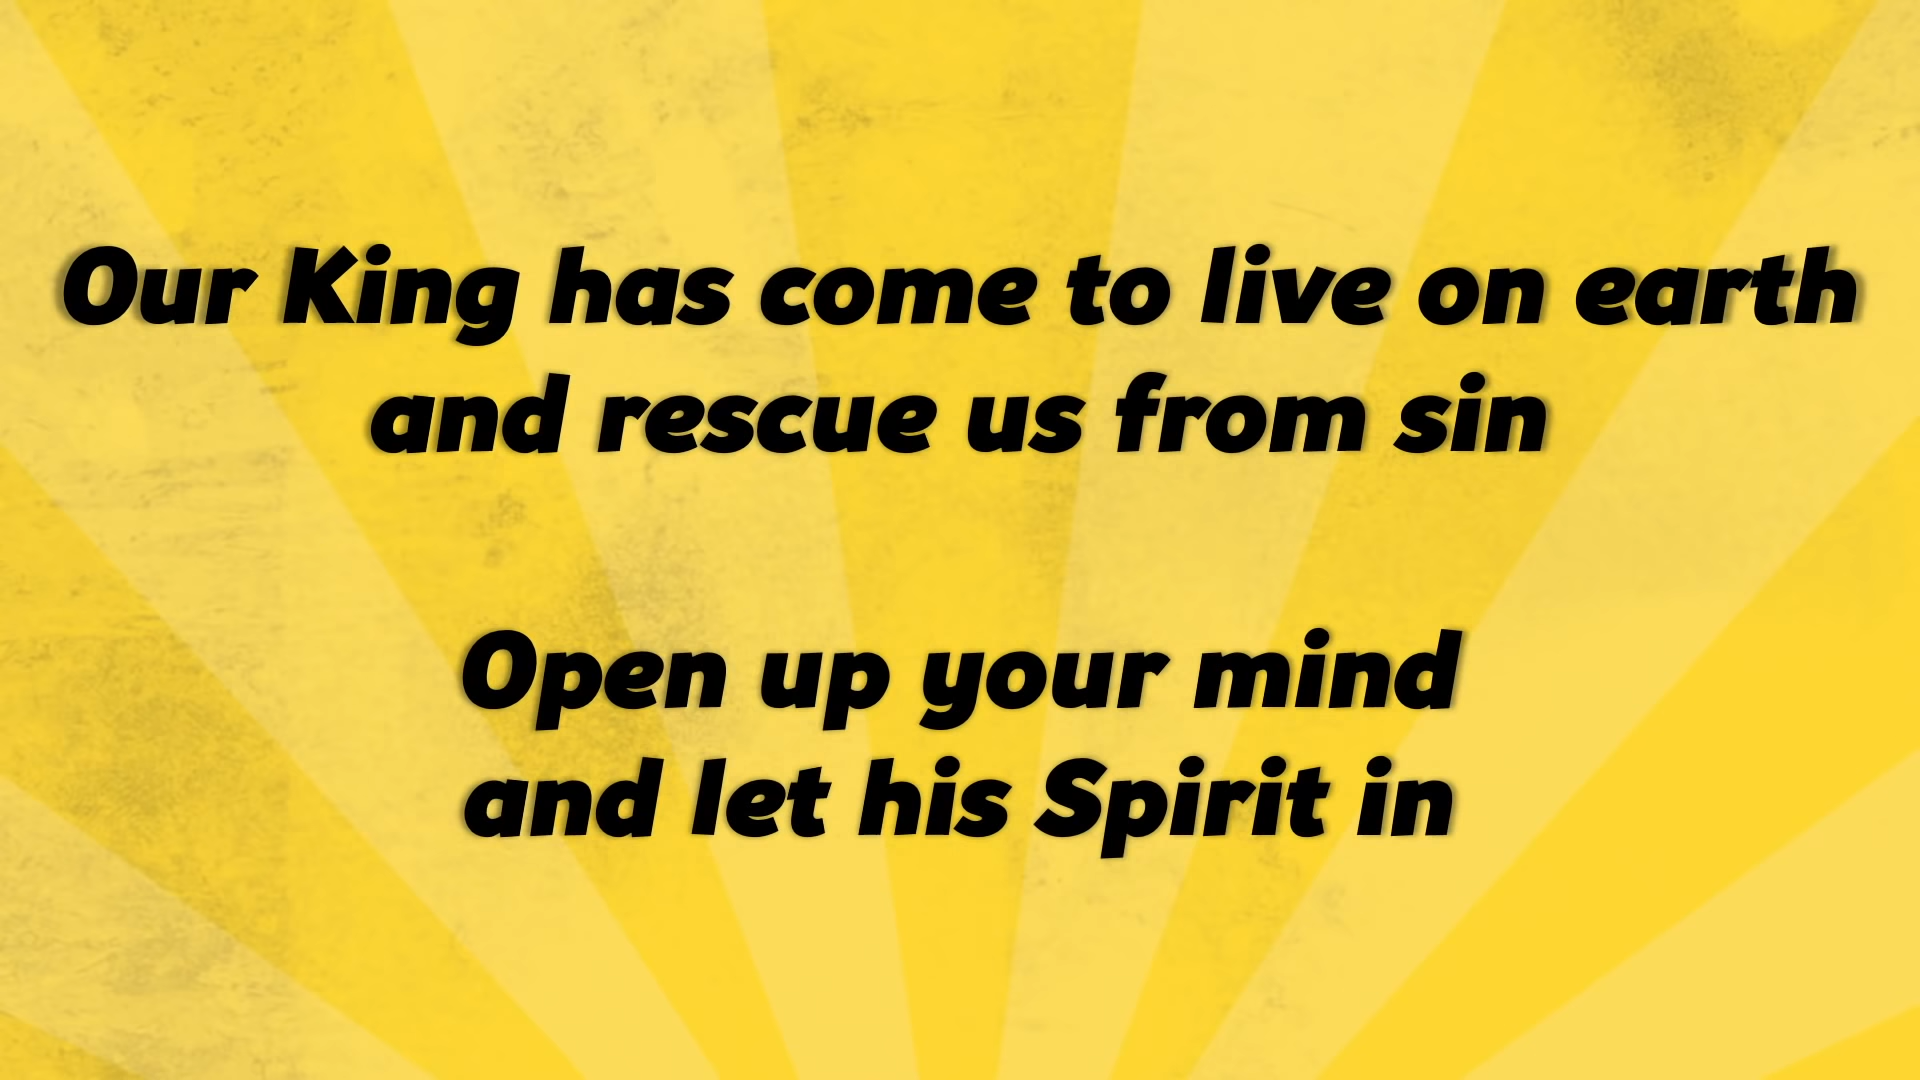 Our King has come to live on earth
and rescue us from sin
Open up your mind
and let his Spirit in